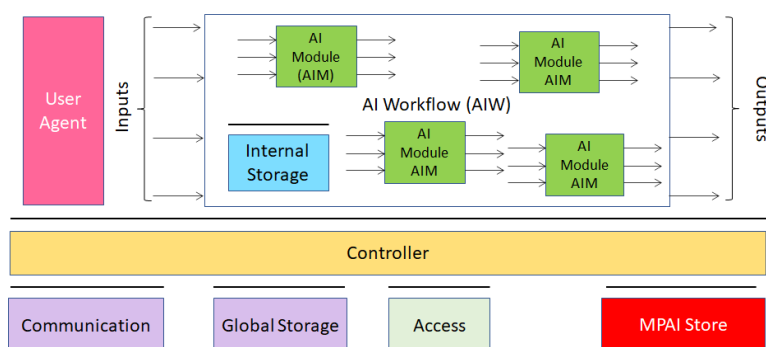 User
Agent
Inputs
AI
Module
(AIM)
AI
Module
AIM
AI Workflow (AIW)
Internal
Storage
AI
Module
AIM
AI
Module
AIM
Outputs
Controller
Communication
Global Storage
Access
MPAI Store